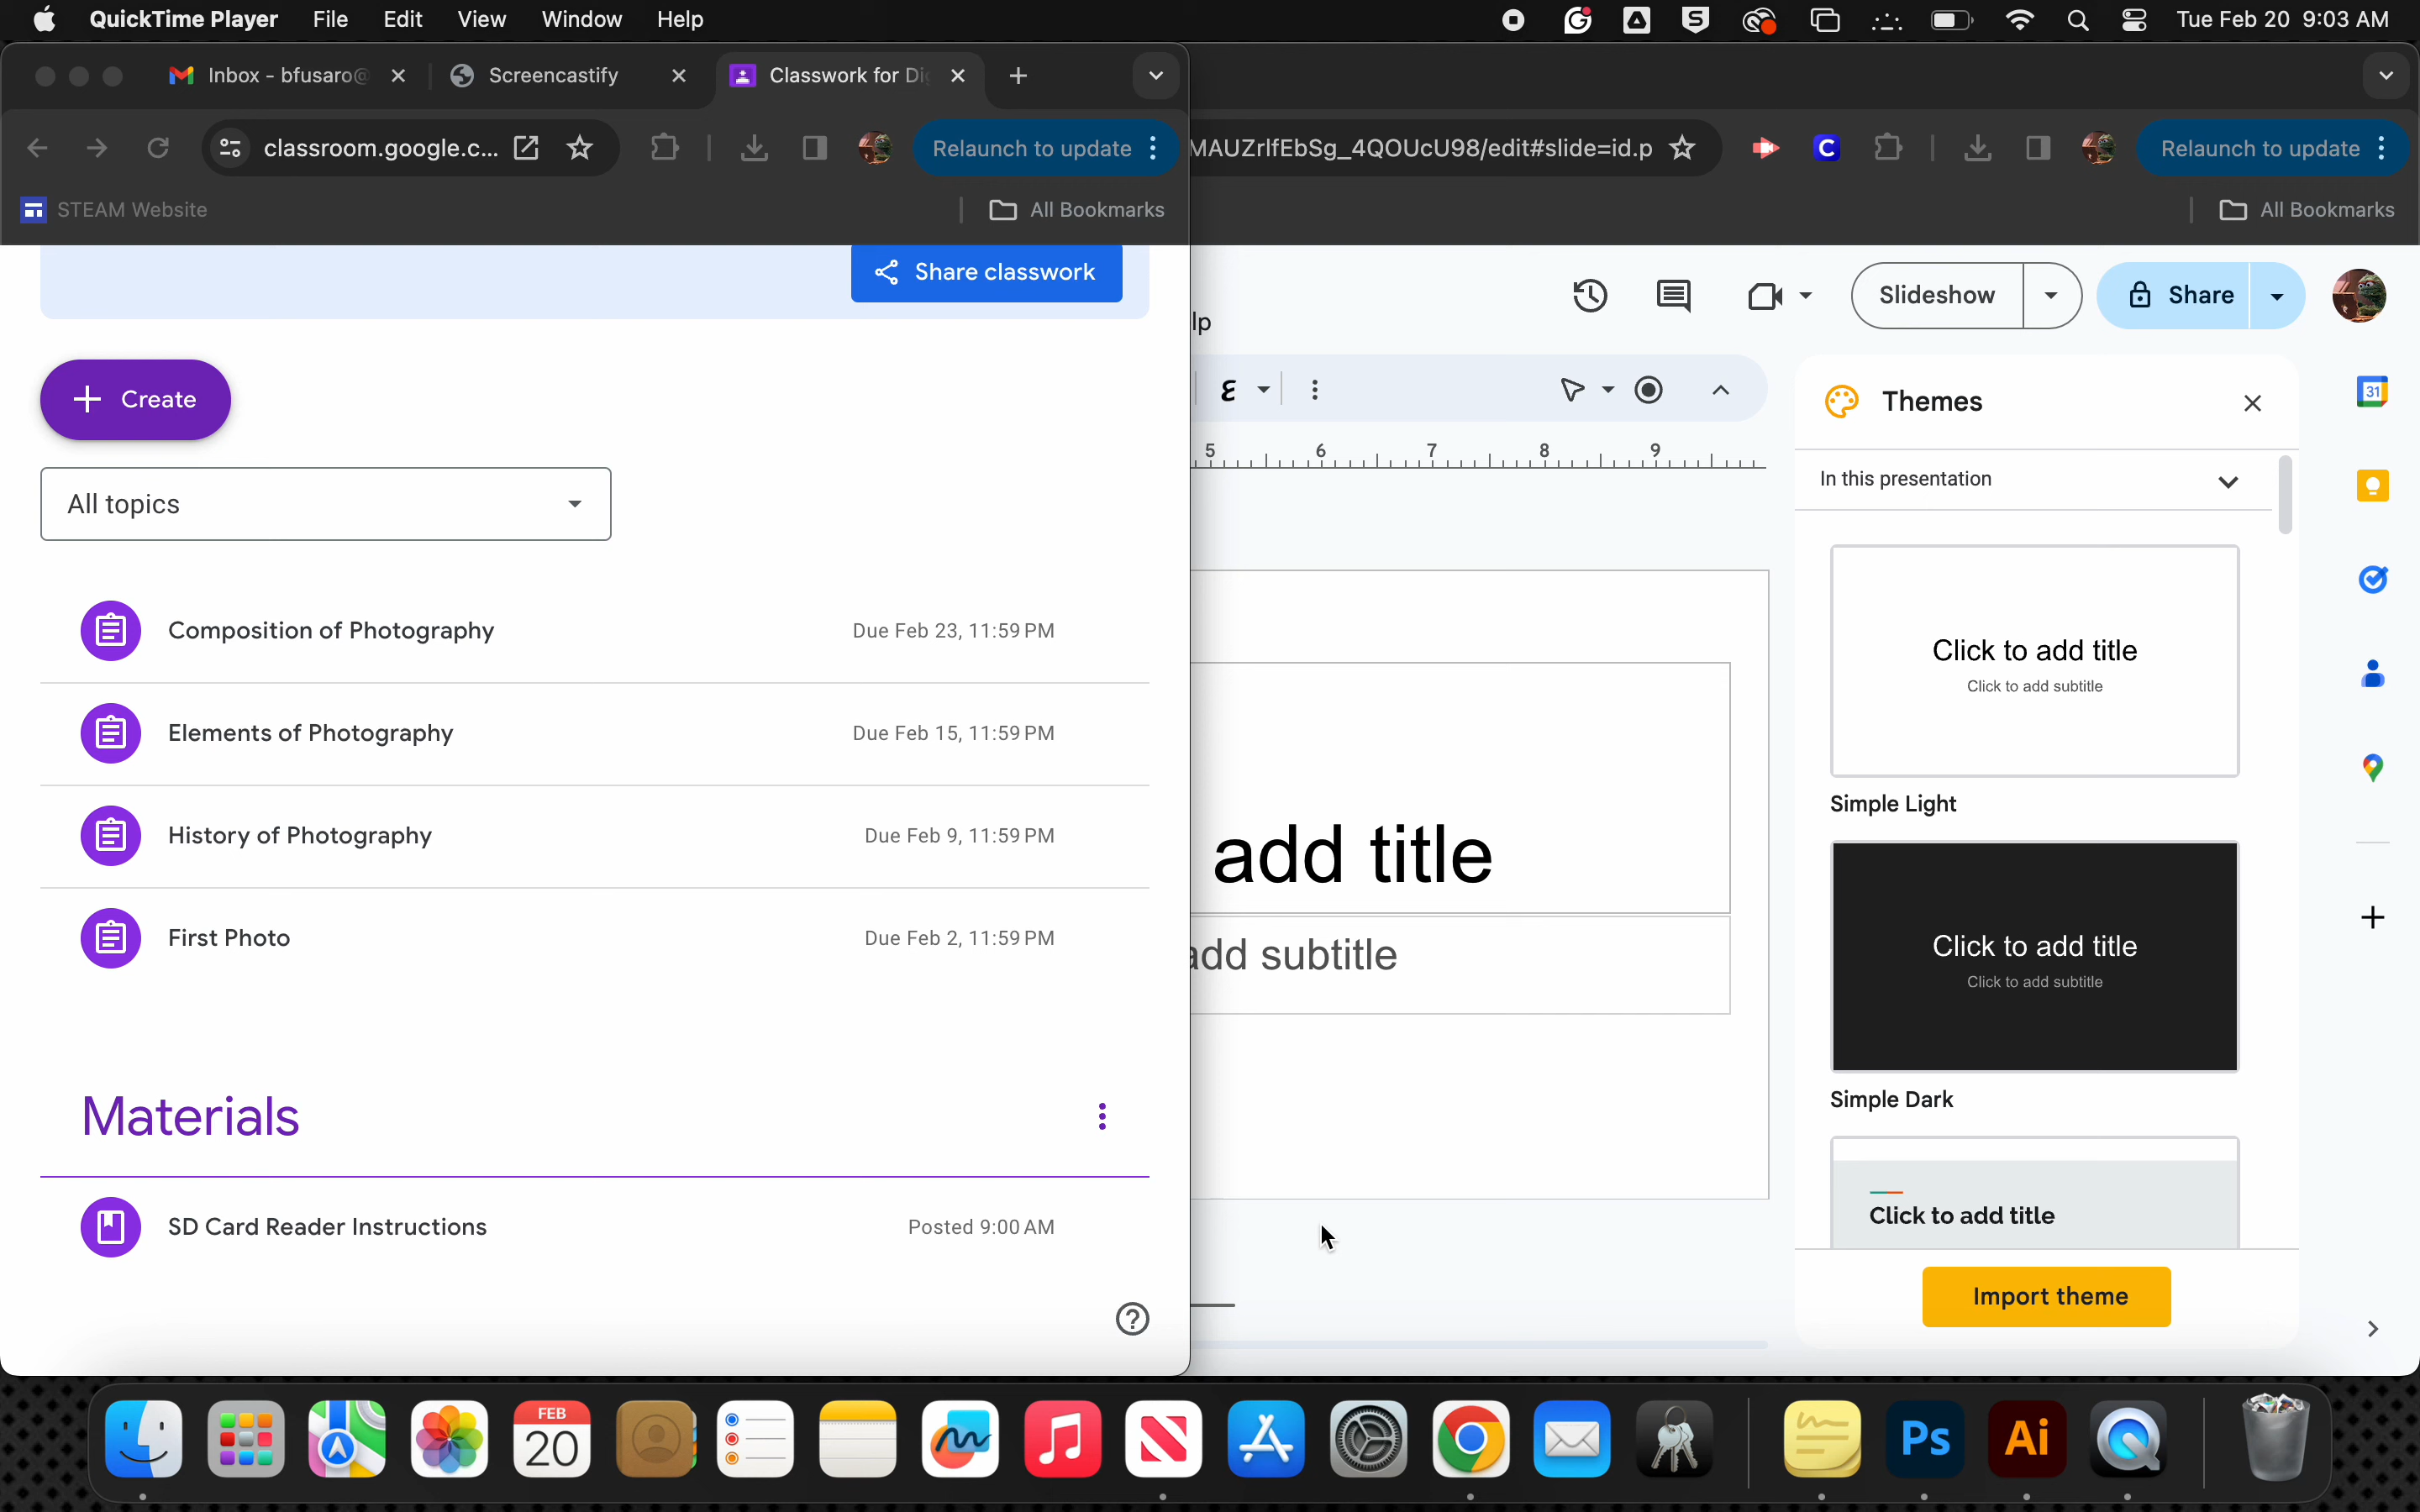 QuickTime Player File Edit View Window Help Tue Feb 20 9:03 AM
Inbox - bfusaro@ Screencastify Classwork for Di
classroom.google.c... Relaunch to update MAUZrlfEbSg_4QOUcU98/edit#slide=id.p C Relaunch to update
STEAM Website All Bookmarks All Bookmarks
Share classwork
lp
Slideshow Share
Create
Themes
31
5 6 7 8 9
In this presentation
All topics
Click to add title
Click to add subtitle
Simple Light
Composition of Photography Due Feb 23, 11:59 PM
Elements of Photography Due Feb 15, 11:59 PM
History of Photography Due Feb 9, 11:59 PM
First Photo Due Feb 2, 11:59 PM
add title
add subtitle
Click to add title
Click to add subtitle
Simple Dark
Materials
SD Card Reader Instructions Posted 9:00 AM
Click to add title
Import theme
FEB
20
Ps Ai